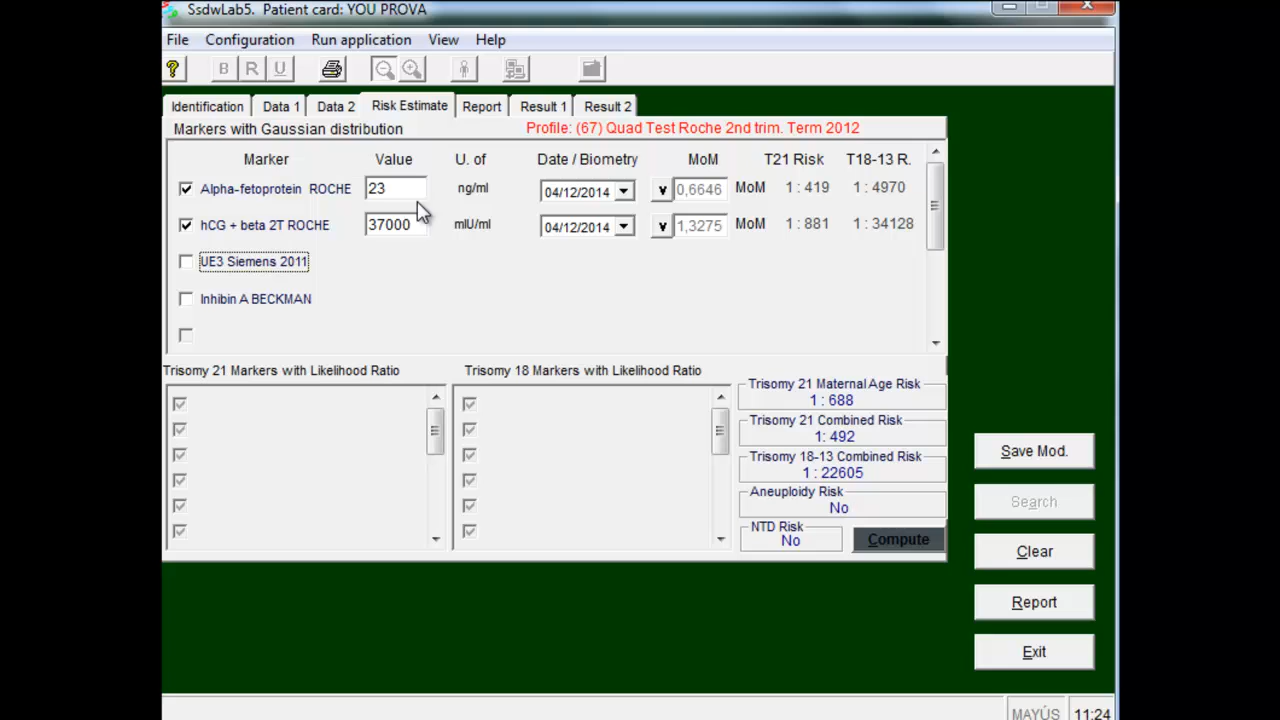 SsdwLab5. Patient card: YOU PROVA
File Configuration Run application View Help
? B R U
Identification Data 1 Data 2 Risk Estimate Report Result 1 Result 2
Markers with Gaussian distribution Profile: (67) Quad Test Roche 2nd trim. Term 2012
Marker Value U. of Date / Biometry MoM T21 Risk T18-13 R.
Alpha-fetoprotein ROCHE 23 ng/ml 04/12/2014 v 0,6646 MoM 1 : 419 1 : 4970
hCG + beta 2T ROCHE 37000 mIU/ml 04/12/2014 v 1,3275 MoM 1 : 881 1 : 34128
UE3 Siemens 2011
Inhibin A BECKMAN
Trisomy 21 Markers with Likelihood Ratio Trisomy 18 Markers with Likelihood Ratio
Trisomy 21 Maternal Age Risk
1 : 688
Trisomy 21 Combined Risk
1: 492
Trisomy 18-13 Combined Risk
1 : 22605
Aneuploidy Risk
No
NTD Risk
No
Compute
Save Mod.
Search
Clear
Report
Exit
MAYÚS 11:24